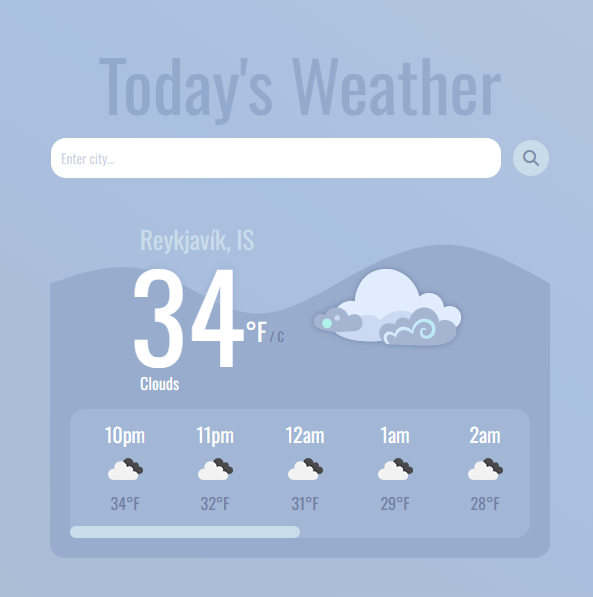 Today's Weather
Enter city...
Reykjavík, IS
34°F / C
Clouds
10pm 11pm 12am 1am 2am
34°F 32°F 31°F 29°F 28°F